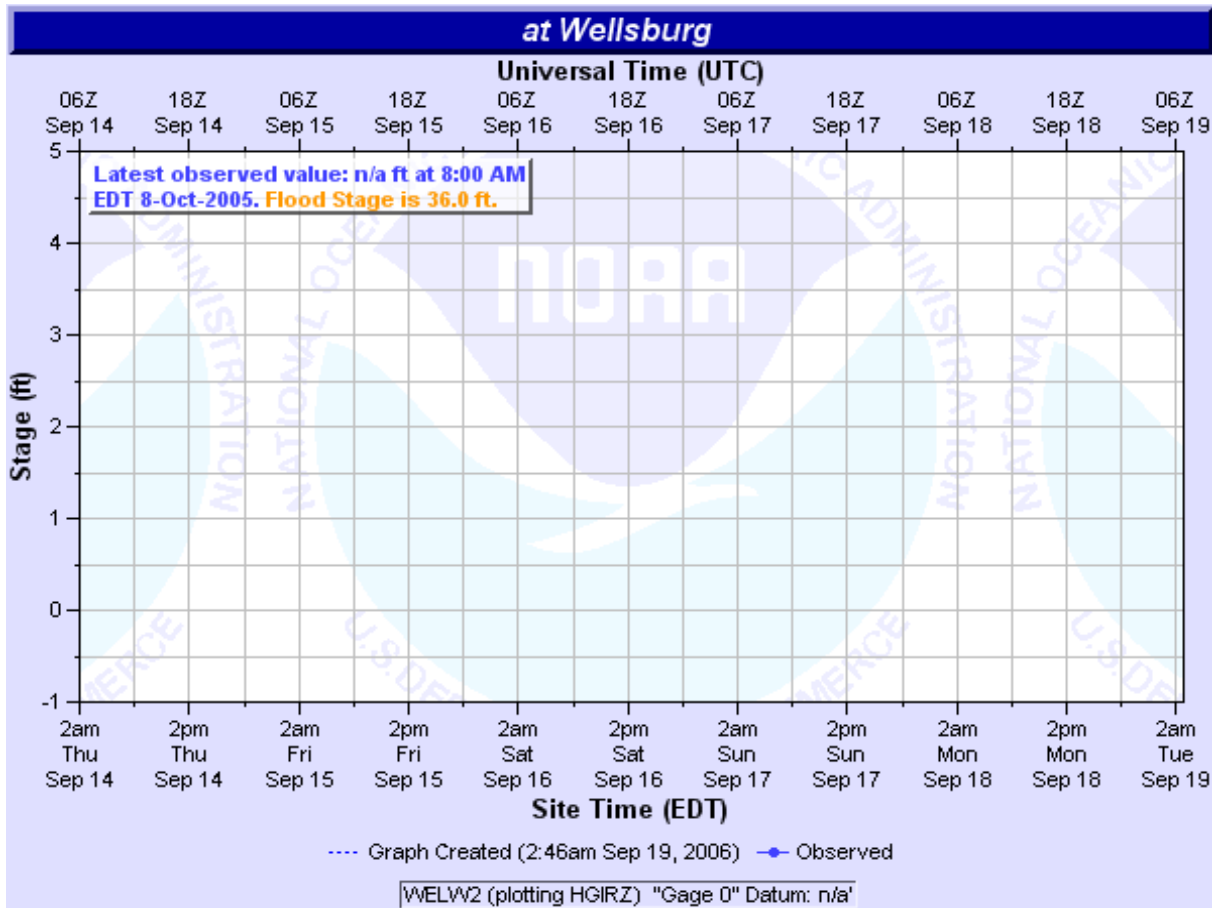 at Wellsburg
Universal Time (UTC)
06Z 18Z 06Z 18Z 06Z 18Z 06Z 18Z 06Z 18Z 06Z
Sep 14 Sep 14 Sep 15 Sep 15 Sep 16 Sep 16 Sep 17 Sep 17 Sep 18 Sep 18 Sep 19
Latest observed value: n/a ft at 8:00 AM
EDT 8-Oct-2005. Flood Stage is 36.0 ft.
NOAA
NATIONAL OCEANIC
ADMINISTRATION
U.S. DE
MERCE
Stage (ft)
5
4
3
2
1
0
-1
2am 2pm 2am 2pm 2am 2pm 2am 2pm 2am 2pm 2am
Thu Thu Fri Fri Sat Sat Sun Sun Mon Mon Tue
Sep 14 Sep 14 Sep 15 Sep 15 Sep 16 Sep 16 Sep 17 Sep 17 Sep 18 Sep 18 Sep 19
Site Time (EDT)
---- Graph Created (2:46am Sep 19, 2006) Observed
WELW2 (plotting HGIRZ) "Gage 0" Datum: n/a'